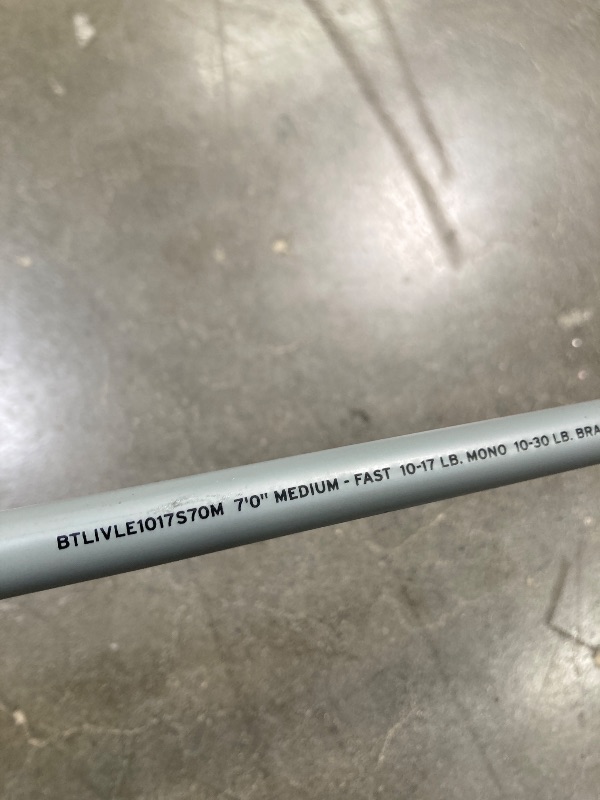 BTLIVLE1017S70M 7'0" MEDIUM - FAST 10-17 LB. MONO 10-30 LB. BRA